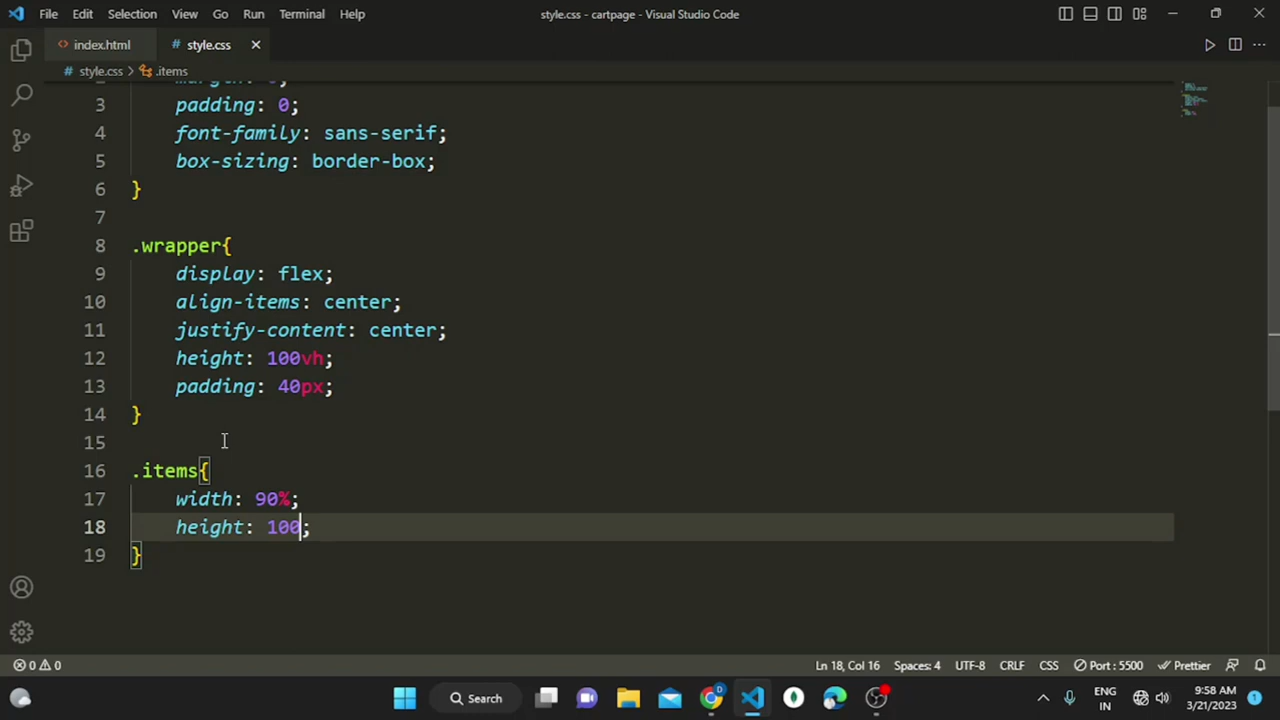 File Edit Selection View Go Run Terminal Help
style.css - cartpage - Visual Studio Code
index.html
style.css
style.css > .items
3 padding: 0;
4 font-family: sans-serif;
5 box-sizing: border-box;
6 }
7
8 .wrapper{
9 display: flex;
10 align-items: center;
11 justify-content: center;
12 height: 100vh;
13 padding: 40px;
14 }
15
16 .items{
17 width: 90%;
18 height: 100;
19 }
0 0
Ln 18, Col 16 Spaces: 4 UTF-8 CRLF CSS Port : 5500 Prettier
Search
D
ENG
IN
9:58 AM
3/21/2023
1